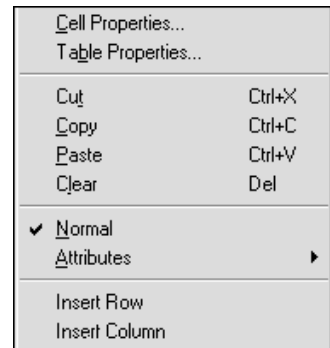 Cell Properties...
Table Properties...
Cut Ctrl+X
Copy Ctrl+C
Paste Ctrl+V
Clear Del
Normal
Attributes
Insert Row
Insert Column